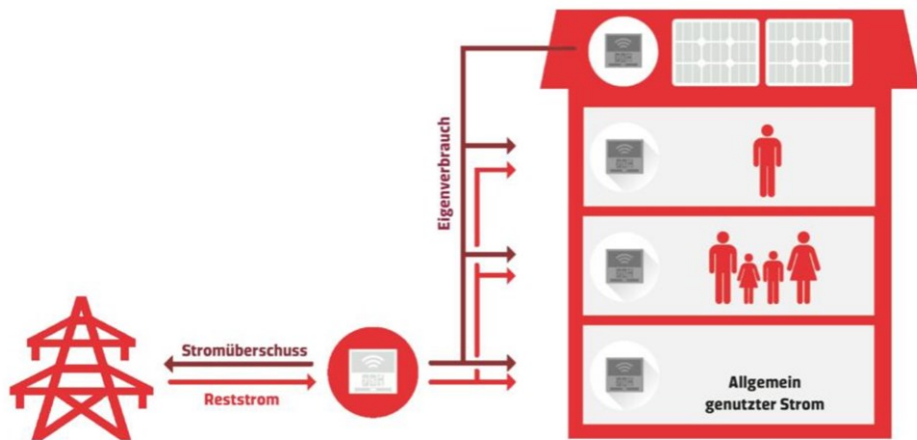 Eigenverbrauch
Stromüberschuss
Reststrom
Allgemein
genutzter Strom